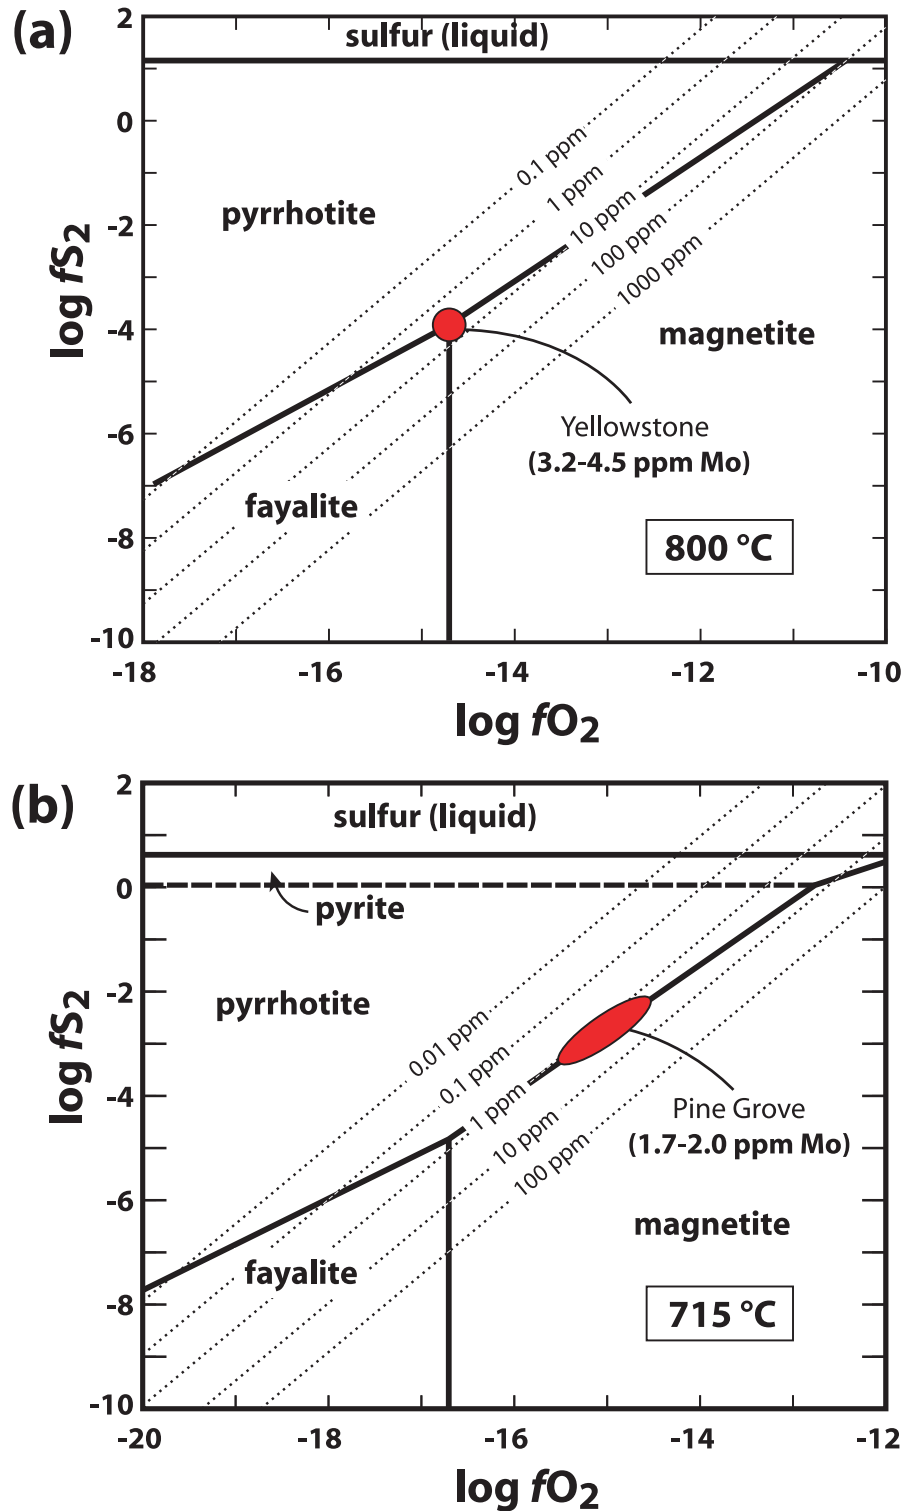 (a)
2
sulfur (liquid)
0
0.1 ppm
1 ppm
pyrrhotite
10 ppm
-2
100 ppm
1000 ppm
log fS2
-4
magnetite
Yellowstone
(3.2-4.5 ppm Mo)
-6
fayalite
-8
800 °C
-10
-18
-16
-14
-12
-10
log fO2
(b)
2
sulfur (liquid)
0
pyrite
pyrrhotite
-2
0.01 ppm
0.1 ppm
log fS2
-4
1 ppm
Pine Grove
(1.7-2.0 ppm Mo)
10 ppm
100 ppm
-6
magnetite
fayalite
-8
715 °C
-10
-20
-18
-16
-14
-12
log fO2